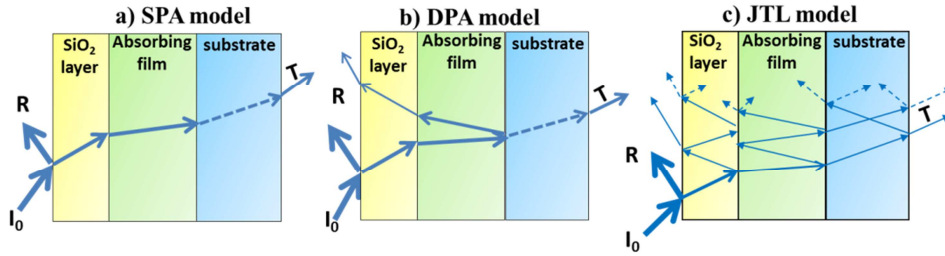 a) SPA model
SiO₂
layer
Absorbing
film
substrate
T
R
I₀
b) DPA model
SiO₂
layer
Absorbing
film
substrate
T
R
I₀
c) JTL model
SiO₂
layer
Absorbing
film
substrate
T
R
I₀